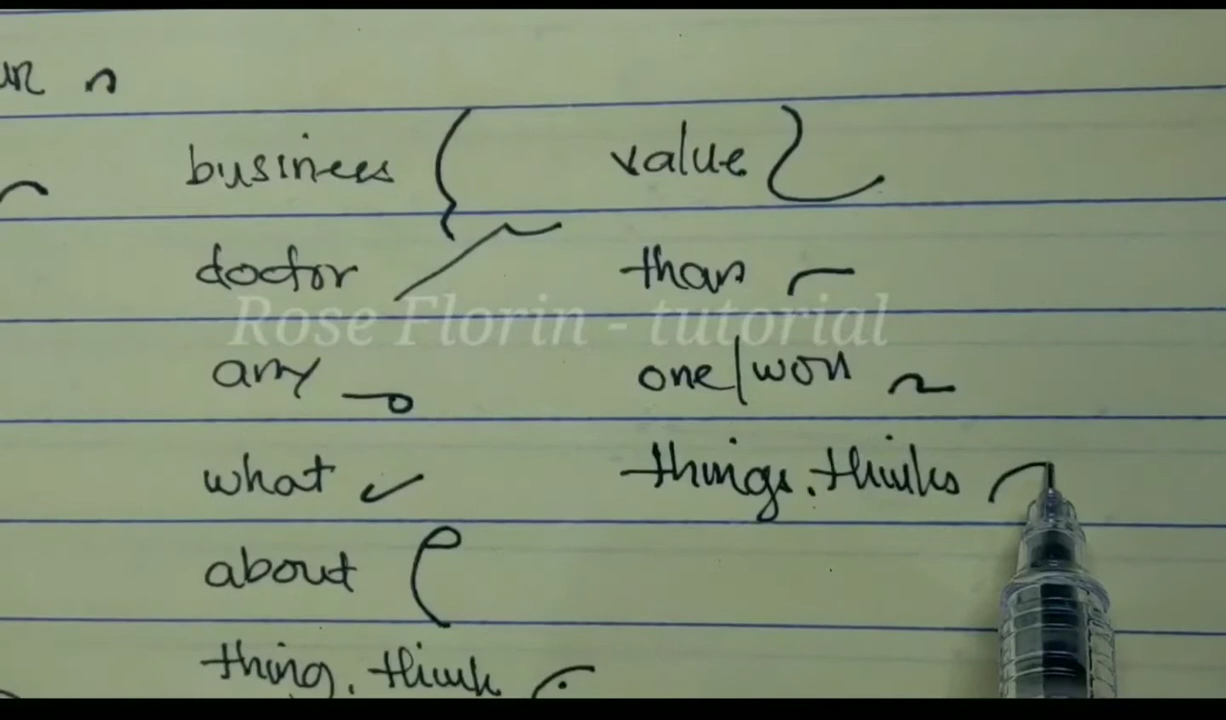 business value
doctor than
Rose Florin - tutorial
any one/won
what things. thinks
about
thing. think